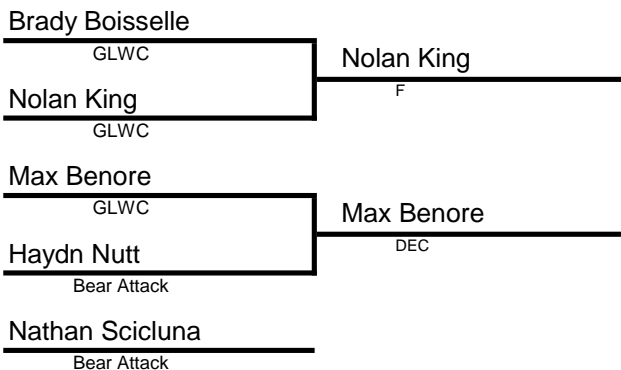 Brady Boisselle
GLWC
Nolan King
F
Nolan King
GLWC
Max Benore
GLWC
Max Benore
DEC
Haydn Nutt
Bear Attack
Nathan Scicluna
Bear Attack